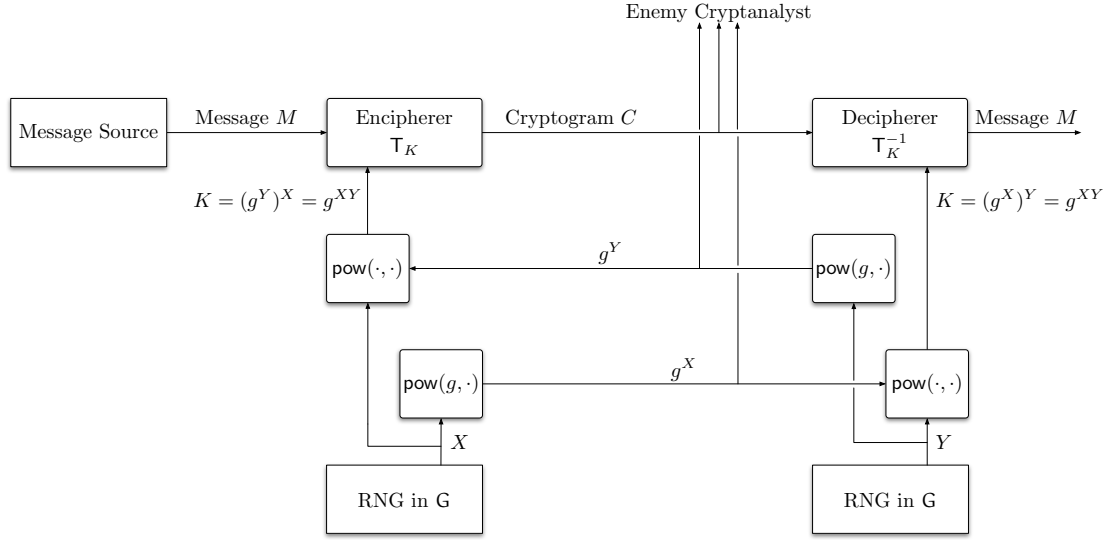 Enemy Cryptanalyst
Message Source
Message M
Encipherer
T_K
Cryptogram C
Decipherer
T_K^{-1}
Message M
K = (g^Y)^X = g^{XY}
K = (g^X)^Y = g^{XY}
pow(·, ·)
g^Y
pow(g, ·)
pow(g, ·)
g^X
pow(·, ·)
X
Y
RNG in G
RNG in G